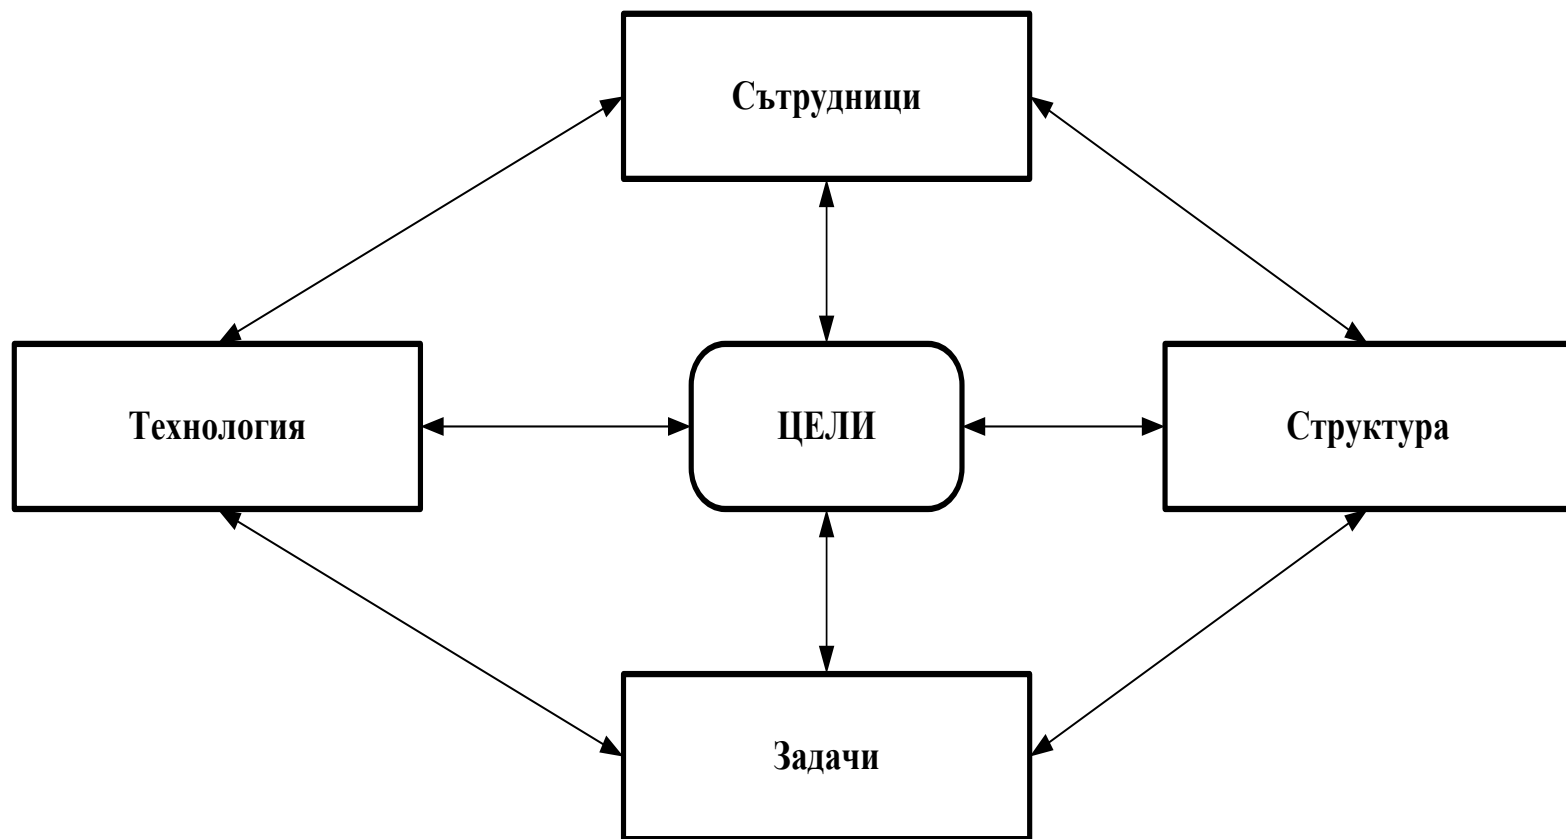 Сътрудници
Технология
ЦЕЛИ
Структура
Задачи